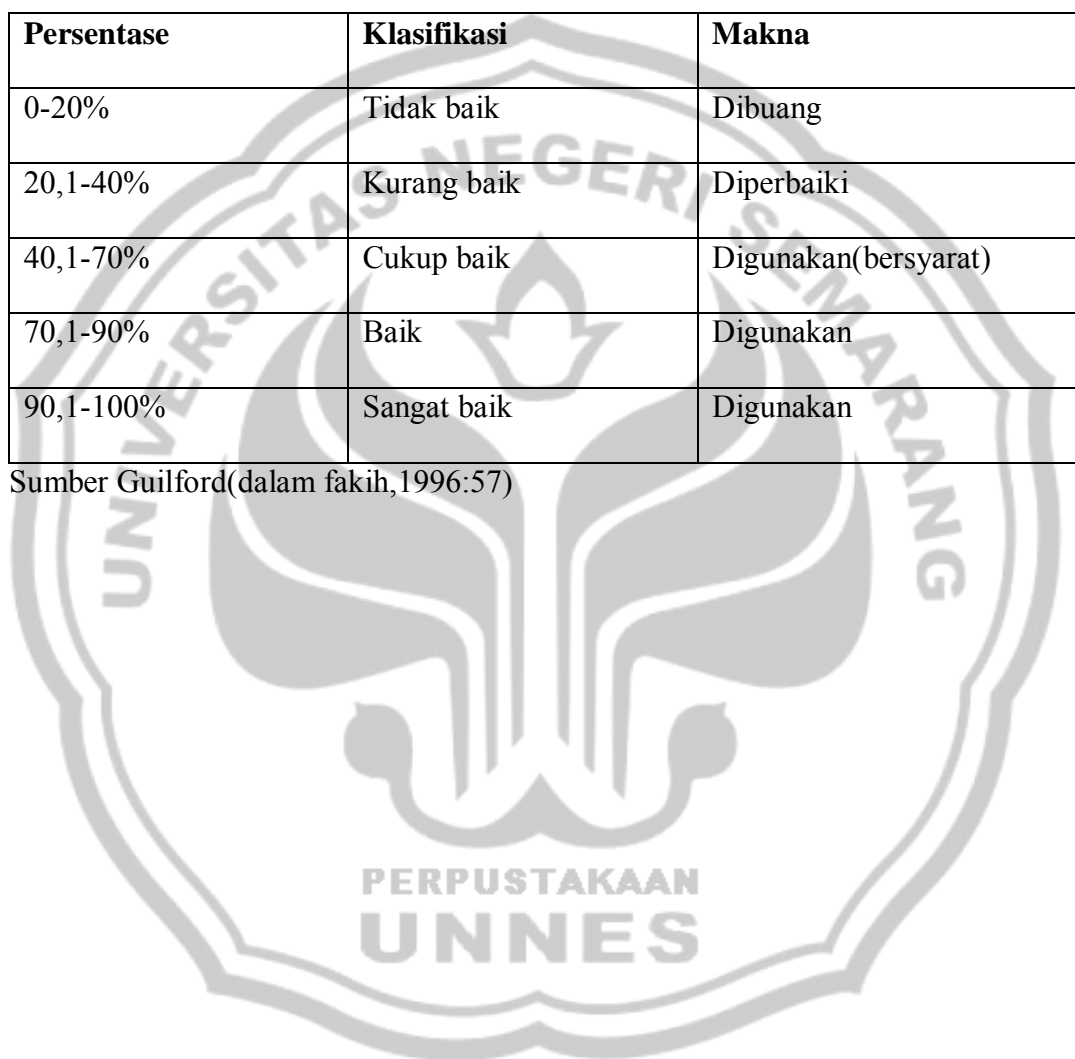 Persentase Klasifikasi Makna
0-20% Tidak baik Dibuang
20,1-40% Kurang baik Diperbaiki
40,1-70% Cukup baik Digunakan(bersyarat)
70,1-90% Baik Digunakan
90,1-100% Sangat baik Digunakan
Sumber Guilford(dalam fakih,1996:57)
UNIVERSITAS NEGERI SEMARANG
PERPUSTAKAAN
UNNES